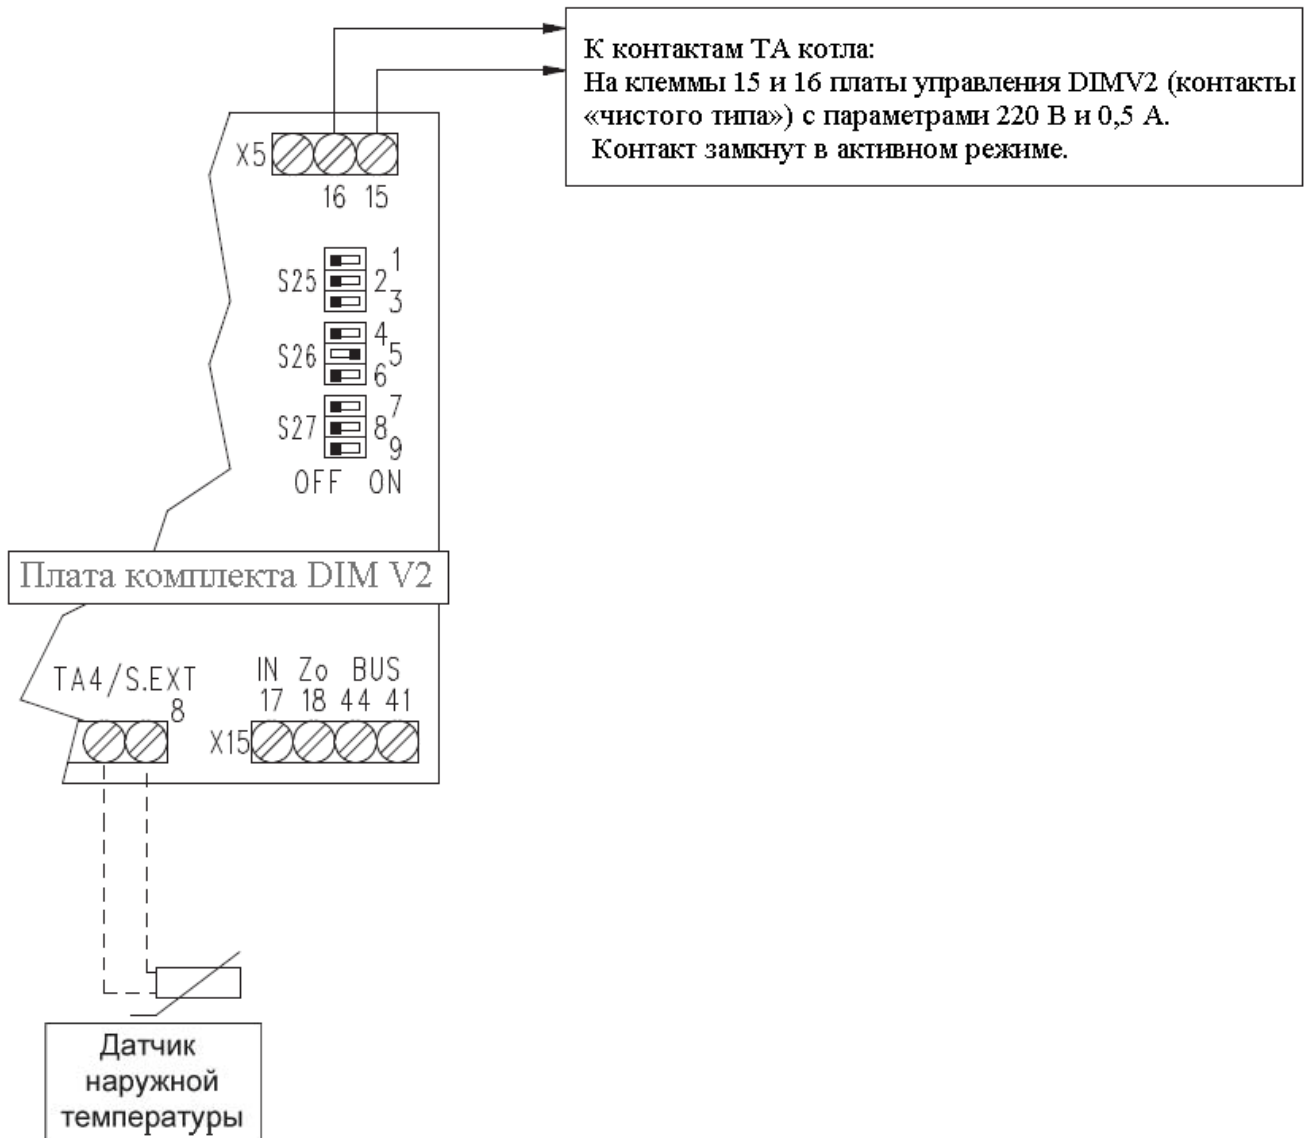 К контактам ТА котла:
На клеммы 15 и 16 платы управления DIMV2 (контакты
«чистого типа») с параметрами 220 В и 0,5 А.
Контакт замкнут в активном режиме.
X5
16 15
S25
1
2
3
S26
4
5
6
S27
7
8
9
OFF ON
Плата комплекта DIM V2
TA4/S.EXT
8
IN Zo BUS
17 18 44 41
X15
Датчик
наружной
температуры